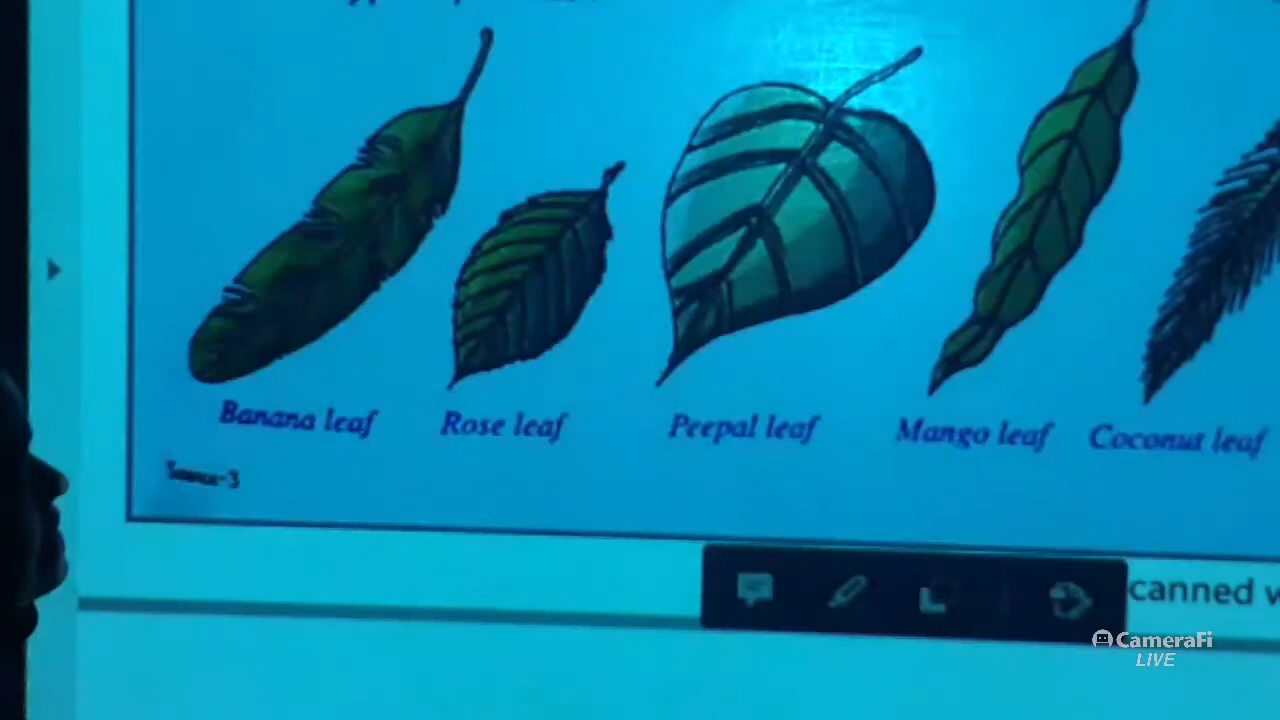 Banana leaf
Rose leaf
Peepal leaf
Mango leaf
Coconut leaf
canned
CameraFi
LIVE